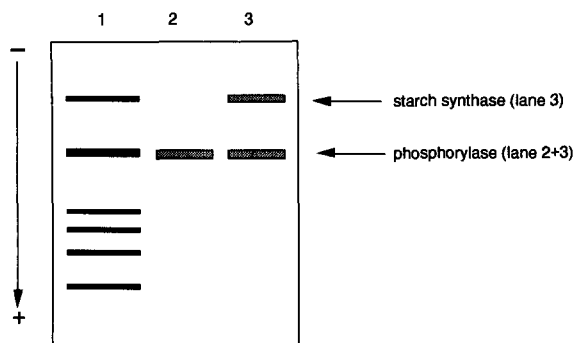 1 2 3
−
starch synthase (lane 3)
phosphorylase (lane 2+3)
+